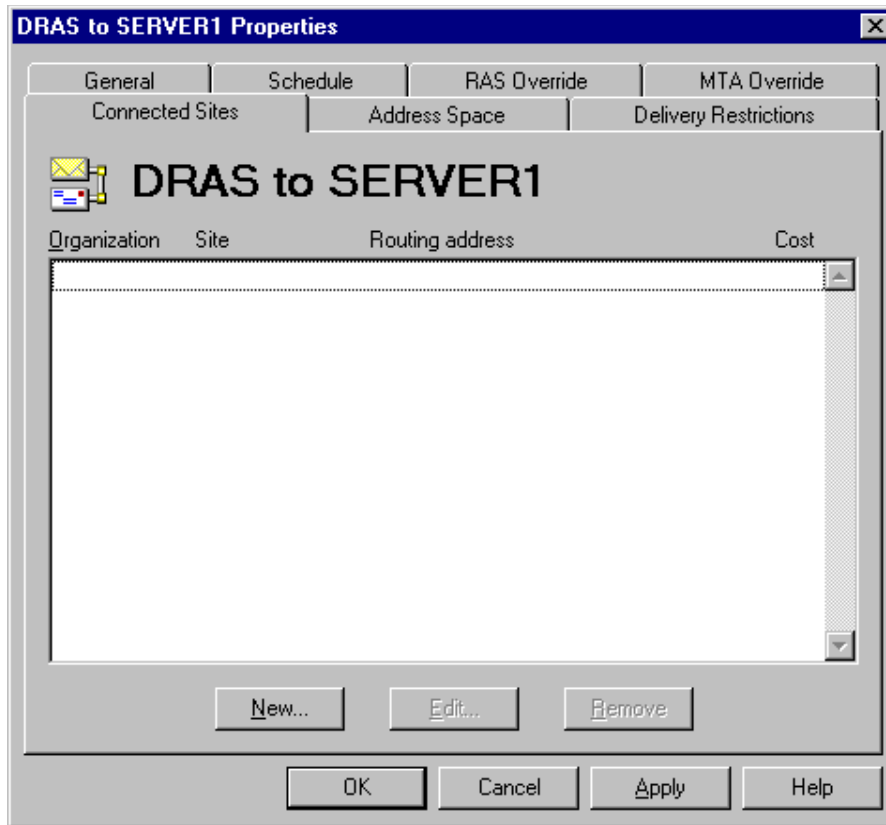 DRAS to SERVER1 Properties
General Schedule RAS Override MTA Override
Connected Sites Address Space Delivery Restrictions
DRAS to SERVER1
Organization Site Routing address Cost
New... Edit... Remove
OK Cancel Apply Help